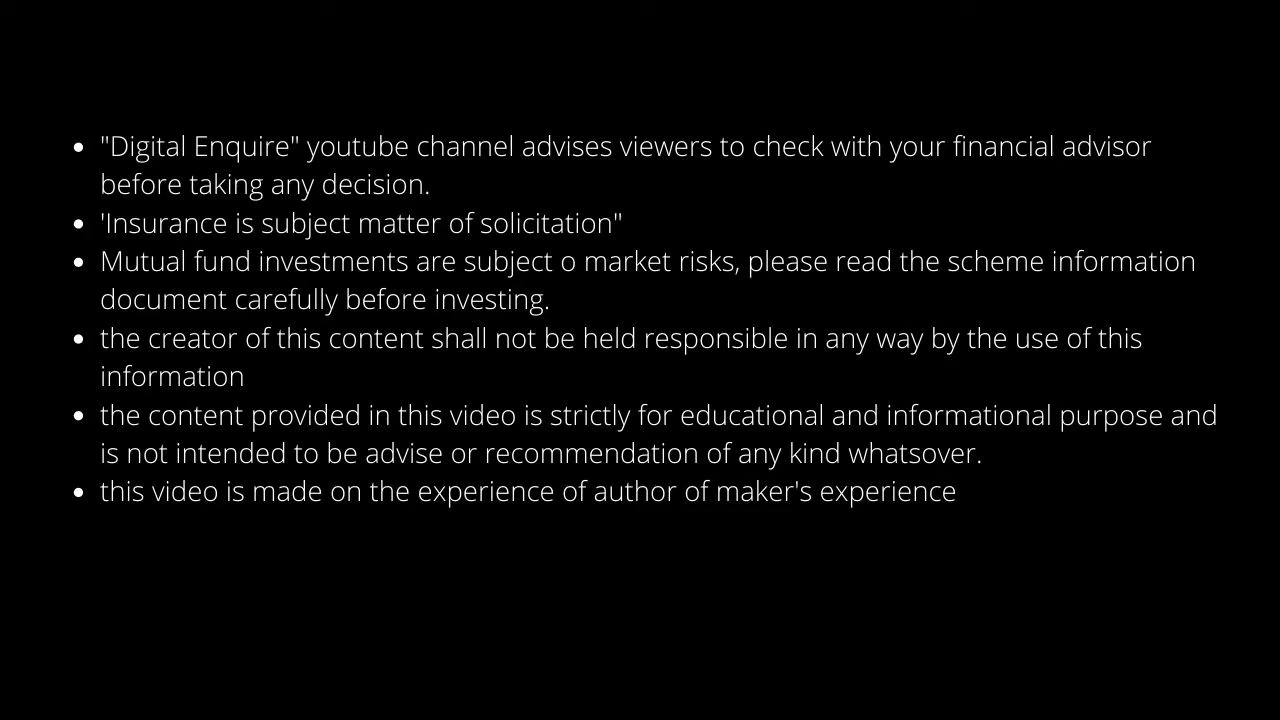 • "Digital Enquire" youtube channel advises viewers to check with your financial advisor
before taking any decision.
• 'Insurance is subject matter of solicitation"
• Mutual fund investments are subject o market risks, please read the scheme information
document carefully before investing.
• the creator of this content shall not be held responsible in any way by the use of this
information
• the content provided in this video is strictly for educational and informational purpose and
is not intended to be advise or recommendation of any kind whatsover.
• this video is made on the experience of author of maker's experience